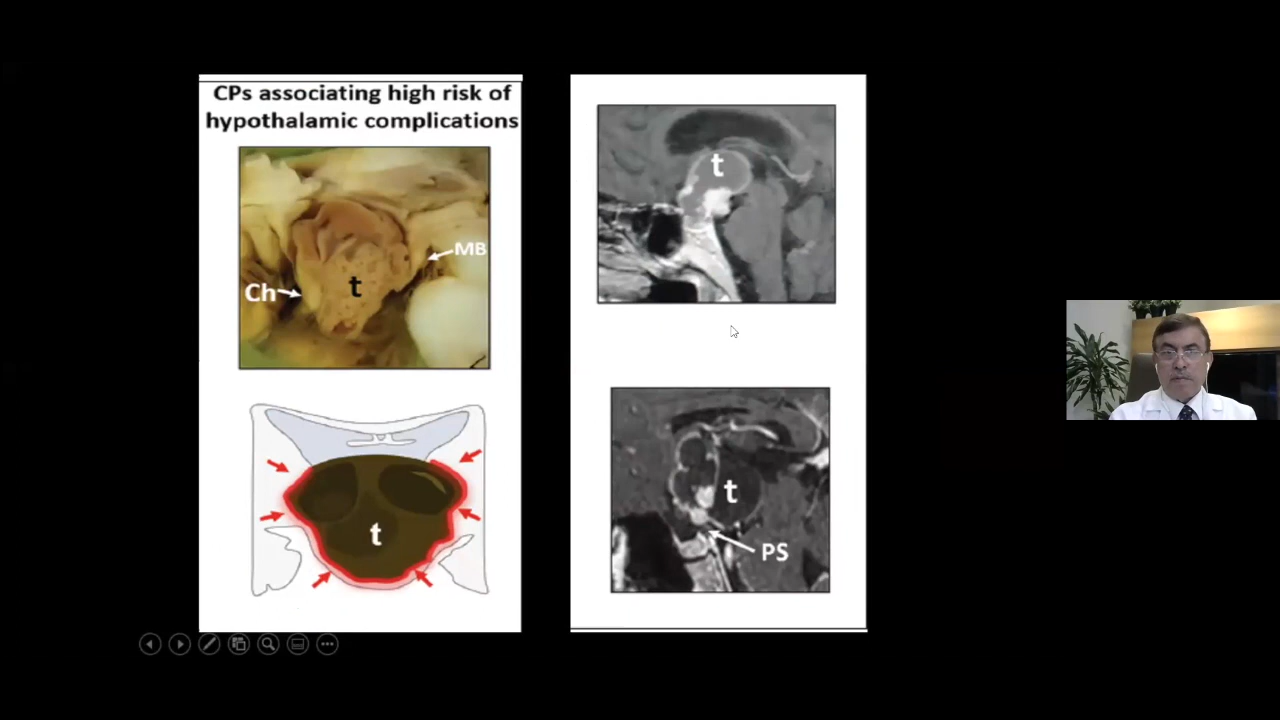 CPs associating high risk of
hypothalamic complications
MB
Ch
t
t
t
t
PS